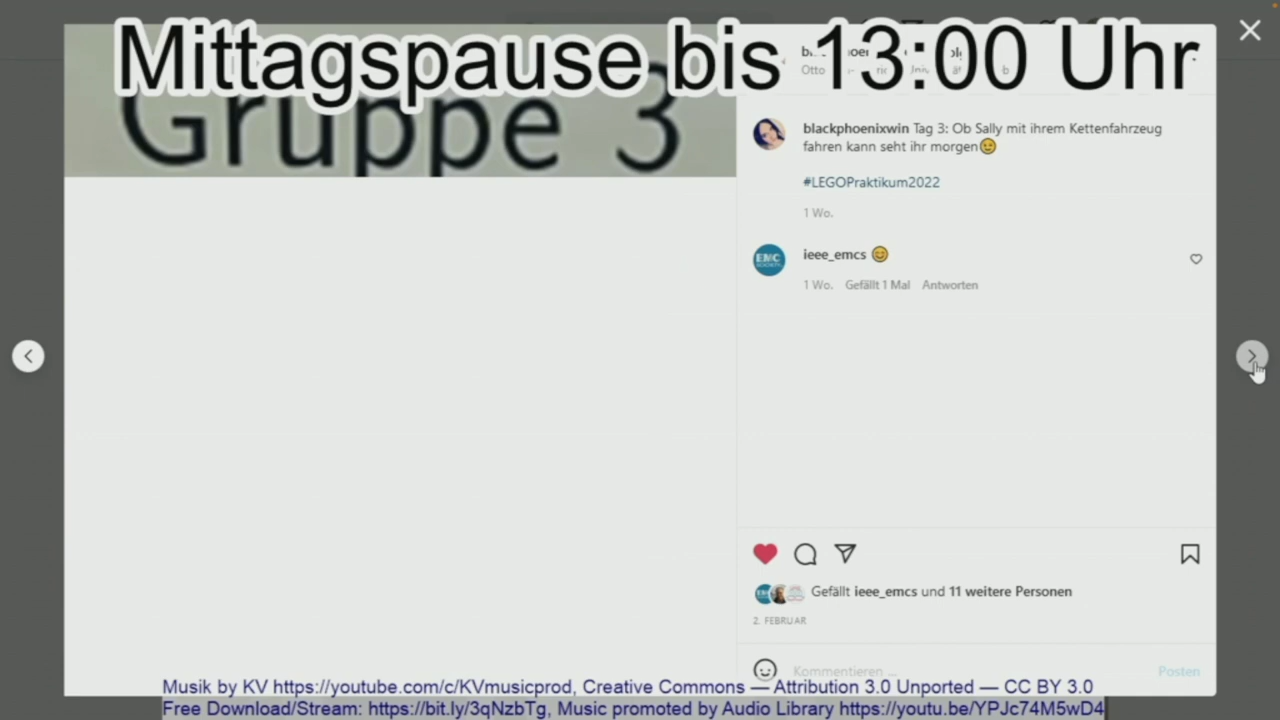 Mittagspause bis 13:00 Uhr
Gruppe 3
Otto
blackphoenixwin Tag 3: Ob Sally mit ihrem Kettenfahrzeug
fahren kann seht ihr morgen😉
#LEGOPraktikum2022
1 Wo.
EMC
ieee_emcs 😊
1 Wo. Gefällt 1 Mal Antworten
Gefällt ieee_emcs und 11 weitere Personen
2. FEBRUAR
Kommentieren ...
Posten
Musik by KV https://youtube.com/c/KVmusicprod, Creative Commons — Attribution 3.0 Unported — CC BY 3.0
Free Download/Stream: https://bit.ly/3qNzbTg, Music promoted by Audio Library https://youtu.be/YPJc74M5wD4